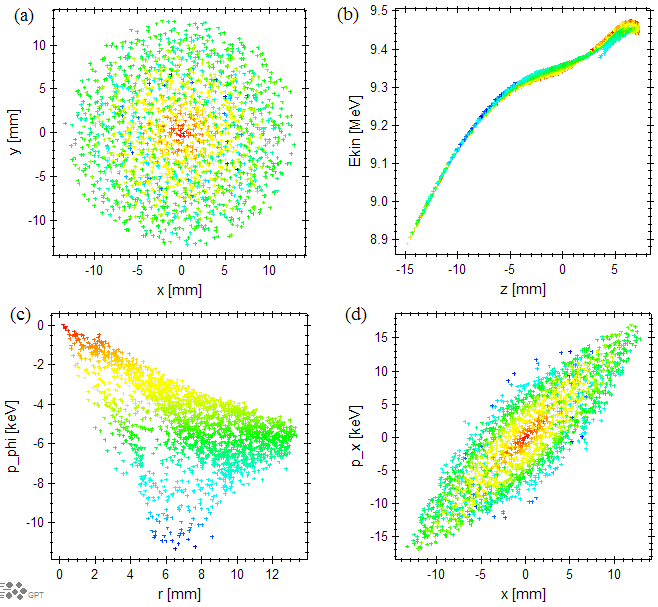 (a)
10
5
0
-5
-10
y [mm]
-10 -5 0 5 10
x [mm]
(b)
9.5
9.4
9.3
9.2
9.1
9.0
8.9
Ekin [MeV]
-15 -10 -5 0 5
z [mm]
(c)
0
-2
-4
-6
-8
-10
p_phi [keV]
0 2 4 6 8 10 12
r [mm]
(d)
15
10
5
0
-5
-10
-15
p_x [keV]
-10 -5 0 5 10
x [mm]
GPT